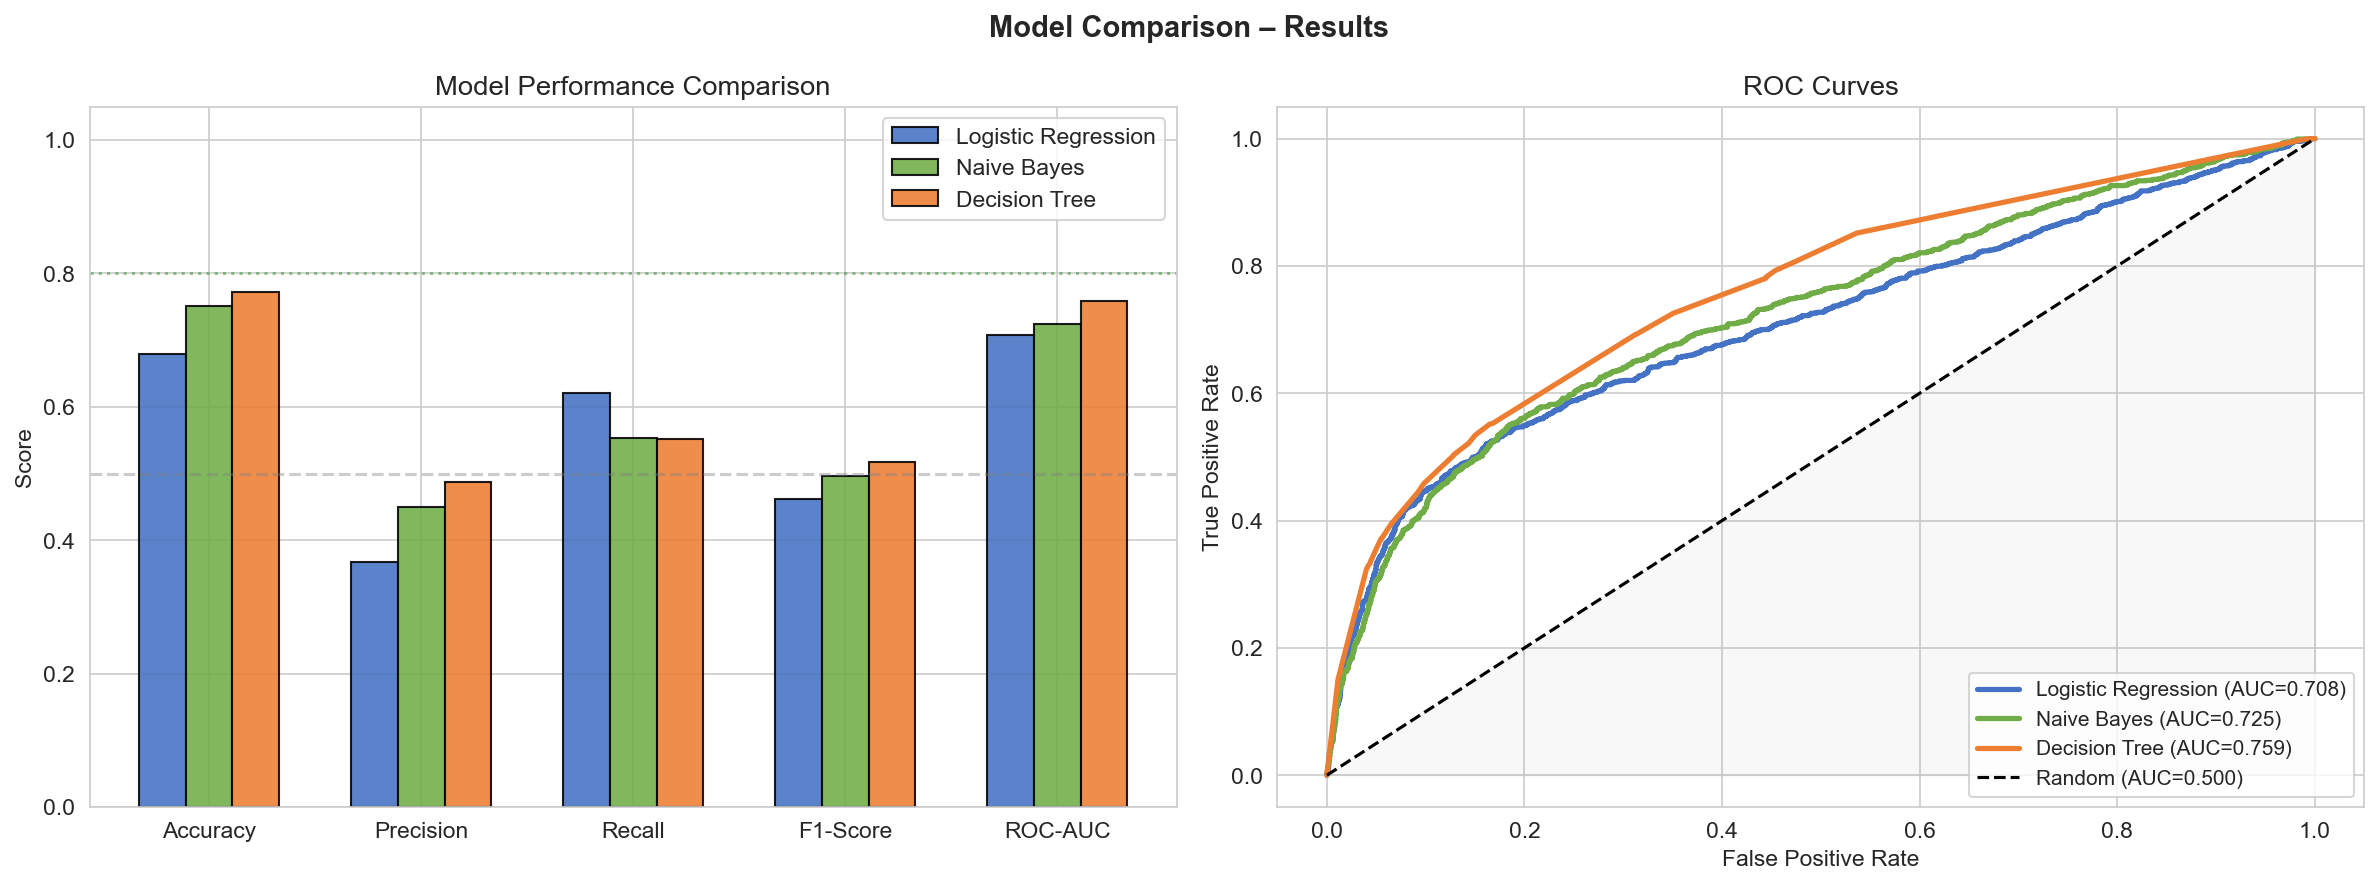 Model Comparison – Results
Model Performance Comparison
Score
1.0
0.8
0.6
0.4
0.2
0.0
Logistic Regression
Naive Bayes
Decision Tree
Accuracy
Precision
Recall
F1-Score
ROC-AUC
ROC Curves
True Positive Rate
1.0
0.8
0.6
0.4
0.2
0.0
Logistic Regression (AUC=0.708)
Naive Bayes (AUC=0.725)
Decision Tree (AUC=0.759)
Random (AUC=0.500)
0.0
0.2
0.4
0.6
0.8
1.0
False Positive Rate